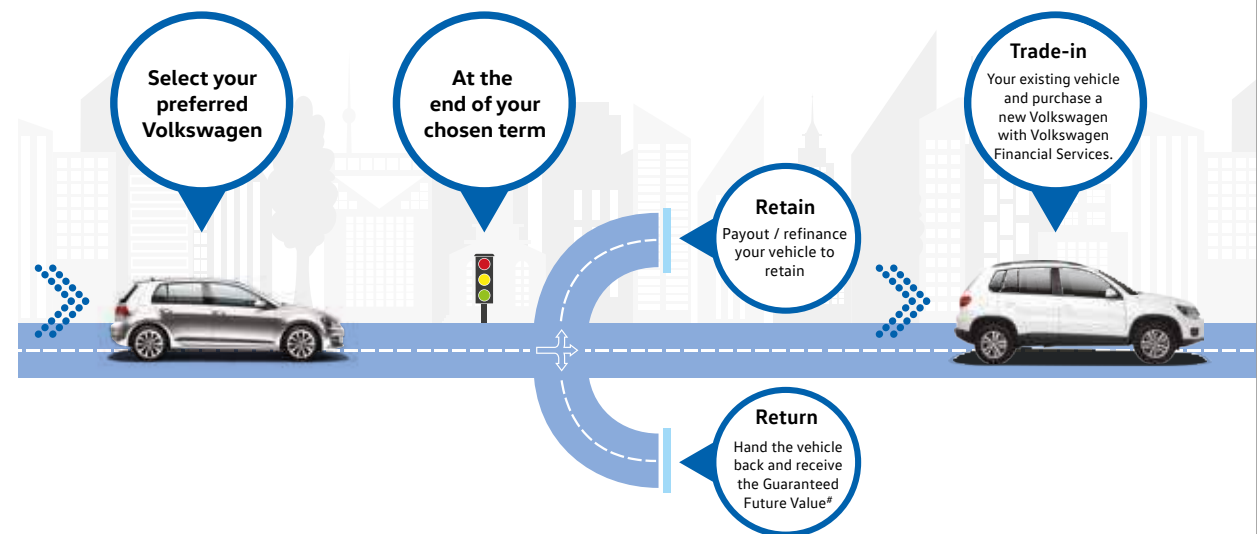 Select your
preferred
Volkswagen
At the
end of your
chosen term
Retain
Payout / refinance
your vehicle to
retain
Return
Hand the vehicle
back and receive
the Guaranteed
Future Value#
Trade-in
Your existing vehicle
and purchase a
new Volkswagen
with Volkswagen
Financial Services.